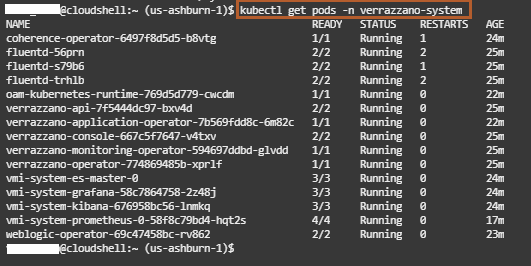 @cloudshell:~ (us-ashburn-1)$ kubectl get pods -n verrazzano-system
NAME READY STATUS RESTARTS AGE
coherence-operator-6497f8d5d5-b8vtg 1/1 Running 1 24m
fluentd-56prn 2/2 Running 2 25m
fluentd-s79b6 2/2 Running 1 25m
fluentd-trhlb 2/2 Running 2 25m
oam-kubernetes-runtime-769d5d779-cwcdm 1/1 Running 0 22m
verrazzano-api-7f5444dc97-bxv4d 2/2 Running 0 25m
verrazzano-application-operator-7b569fdd8c-6m82c 1/1 Running 0 22m
verrazzano-console-667c5f7647-v4txv 2/2 Running 0 25m
verrazzano-monitoring-operator-594697ddbd-glvdd 1/1 Running 0 25m
verrazzano-operator-774869485b-xprlf 1/1 Running 0 25m
vmi-system-es-master-0 3/3 Running 0 24m
vmi-system-grafana-58c7864758-2z48j 3/3 Running 0 24m
vmi-system-kibana-676958bc56-lnmkq 3/3 Running 0 24m
vmi-system-prometheus-0-58f8c79bd4-hqt2s 4/4 Running 0 17m
weblogic-operator-69c47458bc-rv862 2/2 Running 0 23m
@cloudshell:~ (us-ashburn-1)$